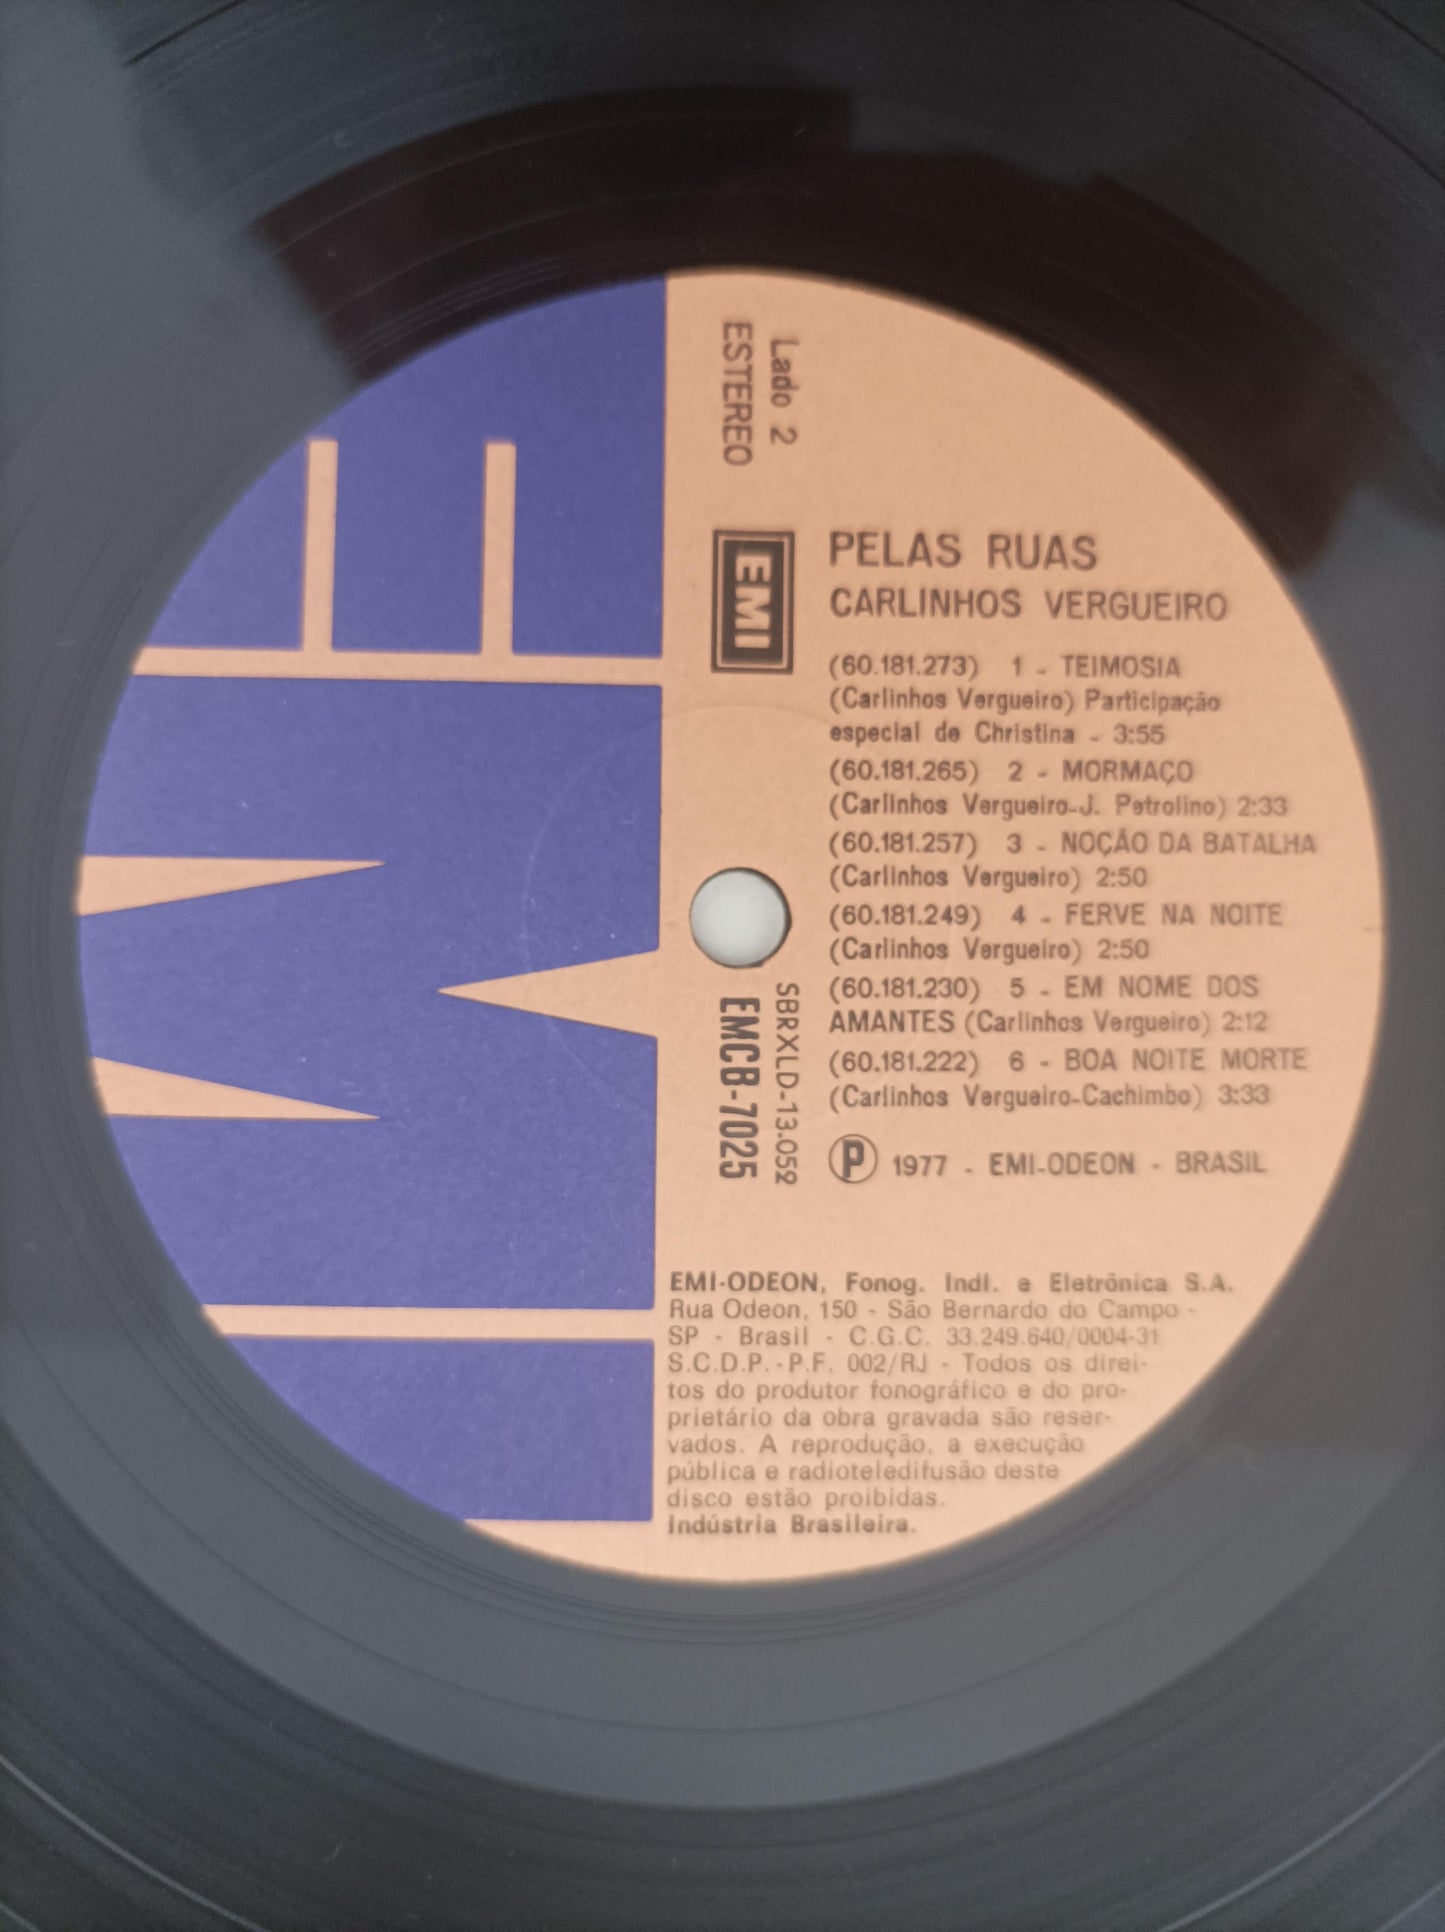 Lado 2
ESTEREO
EMI
PELAS RUAS
CARLINHOS VERGUEIRO
(60.181.273) 1 - TEIMOSIA
(Carlinhos Vergueiro) Participação
especial de Christina - 3:55
(60.181.265) 2 - MORMAÇO
(Carlinhos Vergueiro-J. Petrolino) 2:33
(60.181.257) 3 - NOÇÃO DA BATALHA
(Carlinhos Vergueiro) 2:50
(60.181.249) 4 - FERVE NA NOITE
(Carlinhos Vergueiro) 2:50
(60.181.230) 5 - EM NOME DOS
AMANTES (Carlinhos Vergueiro) 2:12
(60.181.222) 6 - BOA NOITE MORTE
(Carlinhos Vergueiro-Cachimbo) 3:33
SBRXLD-13.052
EMCB-7025
Ⓟ 1977 - EMI-ODEON - BRASIL
EMI-ODEON, Fonog. Indl. e Eletrônica S.A.
Rua Odeon, 150 - São Bernardo do Campo -
SP - Brasil - C.G.C. 33.249.640/0004-31
S.C.D.P.-P.F. 002/RJ - Todos os direi-
tos do produtor fonográfico e do pro-
prietário da obra gravada são reser-
vados. A reprodução, a execução
pública e radioteledifusão deste
disco estão proibidas.
Indústria Brasileira.
EMI